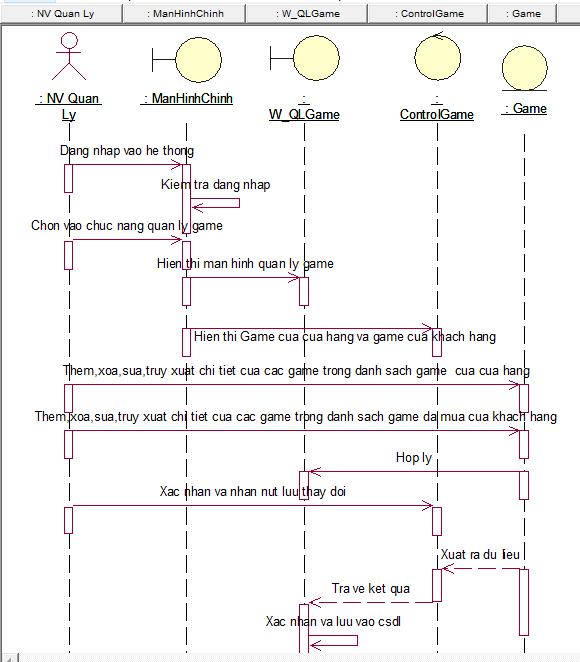 : NV Quan Ly
: ManHinhChinh
: W_QLGame
: ControlGame
: Game
: NV Quan
Ly
: ManHinhChinh
:
W_QLGame
:
ControlGame
: Game
Dang nhap vao he thong
Kiem tra dang nhap
Chon vao chuc nang quan ly game
Hien thi man hinh quan ly game
Hien thi Game cua cua hang va game cua khach hang
Them,xoa,sua,truy xuat chi tiet cua cac game trong danh sach game cua cua hang
Them,xoa,sua,truy xuat chi tiet cua cac game trong danh sach game da mua cua khach hang
Hop ly
Xac nhan va nhan nut luu thay doi
Xuat ra du lieu
Tra ve ket qua
Xac nhan va luu vao csdl